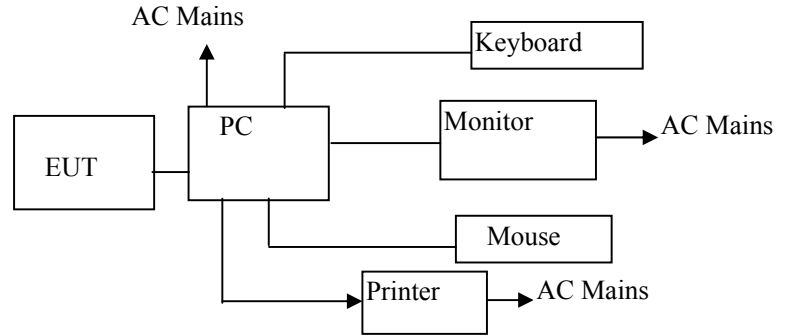 AC Mains
Keyboard
PC
Monitor
AC Mains
EUT
Mouse
Printer
AC Mains